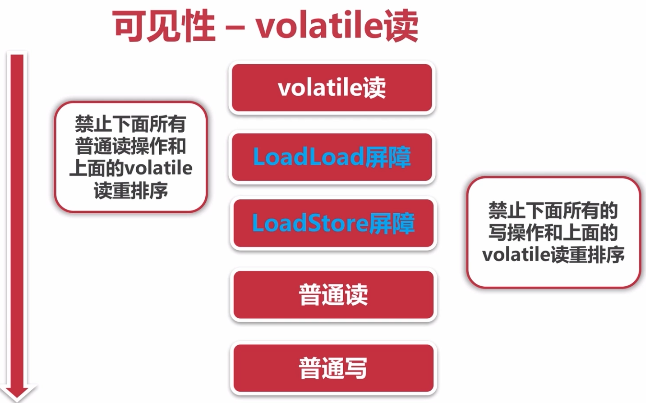 可见性 – volatile读
volatile读
禁止下面所有
普通读操作和
上面的volatile
读重排序
LoadLoad屏障
LoadStore屏障
禁止下面所有的
写操作和上面的
volatile读重排序
普通读
普通写